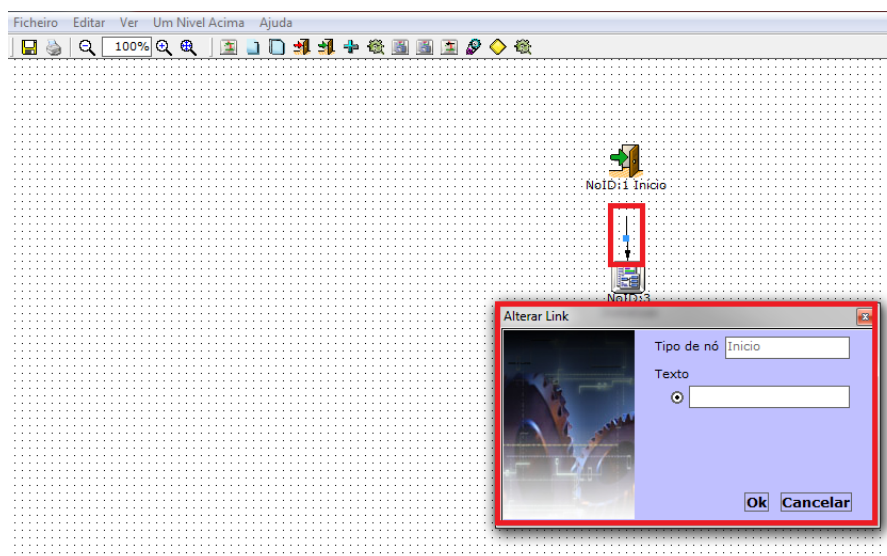 Ficheiro Editar Ver Um Nivel Acima Ajuda
100%
NoID:1 Inicio
NoID:3
Alterar Link
Tipo de nó Inicio
Texto
Ok Cancelar